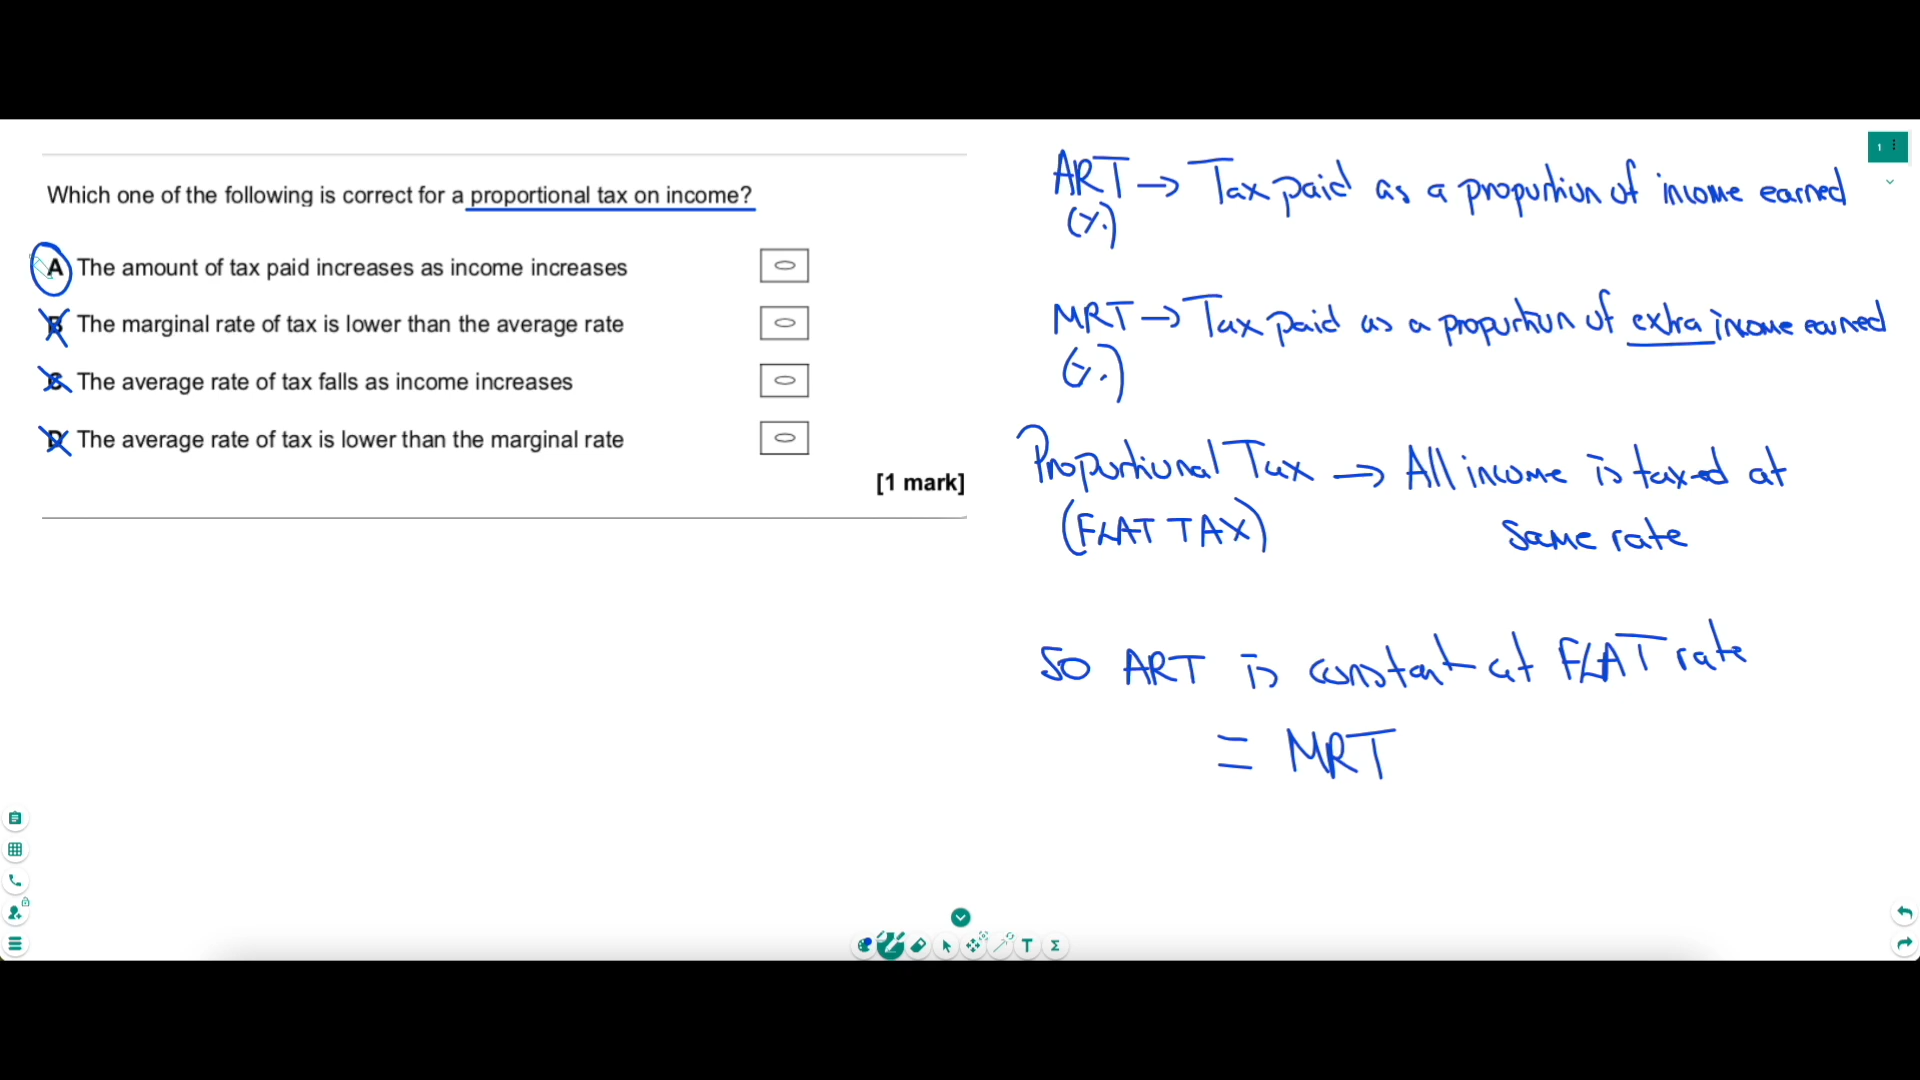 Which one of the following is correct for a proportional tax on income?
A The amount of tax paid increases as income increases
B The marginal rate of tax is lower than the average rate
C The average rate of tax falls as income increases
D The average rate of tax is lower than the marginal rate
[1 mark]
ART → Tax paid as a proportion of income earned
(%)
MRT → Tax paid as a proportion of extra income earned
(%)
Proportional Tax → All income is taxed at
(FLAT TAX) same rate
So ART is constant at FLAT rate
= MRT
1
T Σ